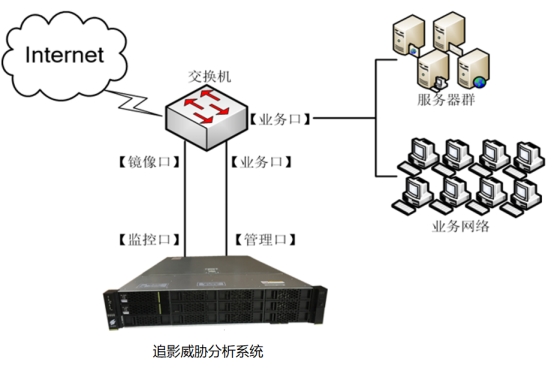 Internet
交换机
【业务口】
服务器群
【镜像口】
【业务口】
业务网络
【监控口】
【管理口】
追影威胁分析系统